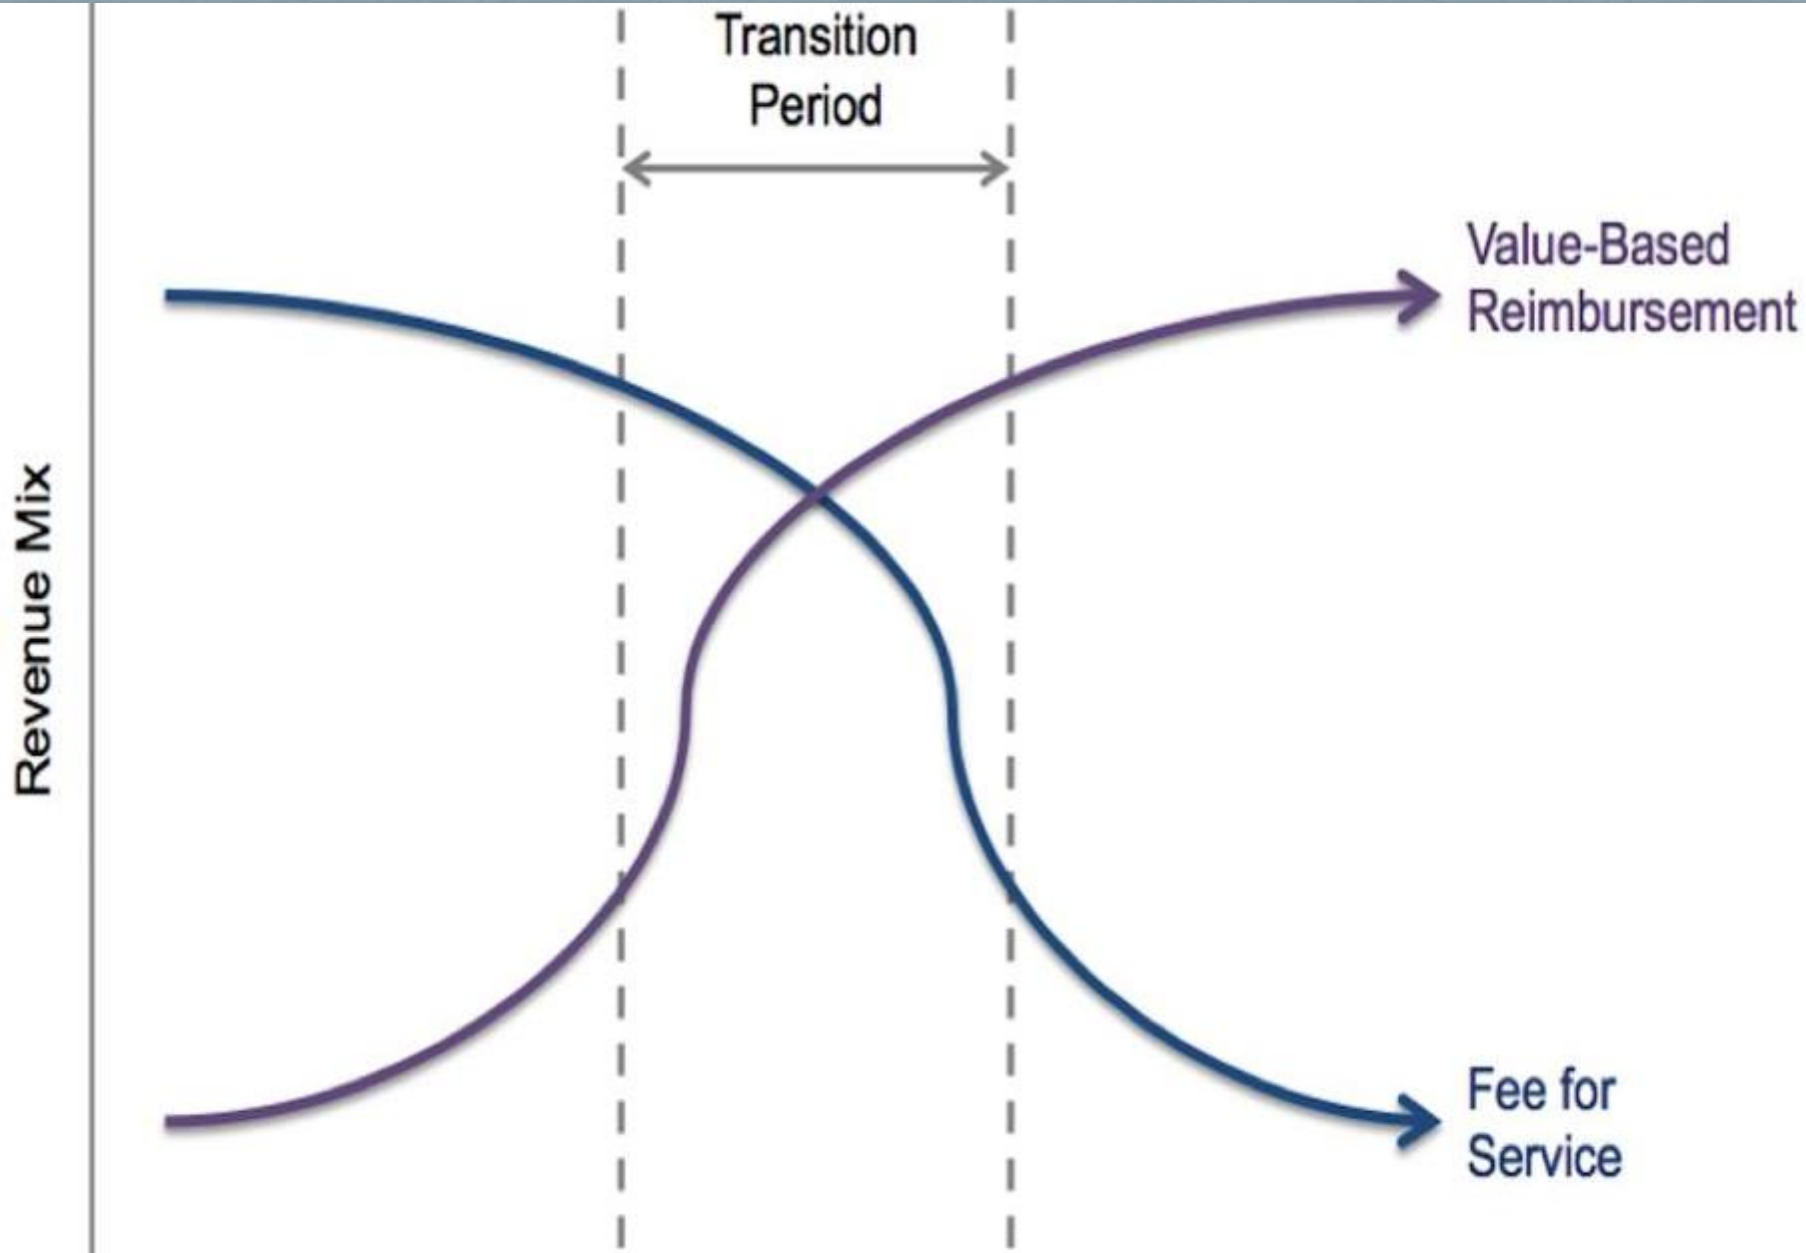 Transition
Period
Value-Based
Reimbursement
Revenue Mix
Fee for
Service